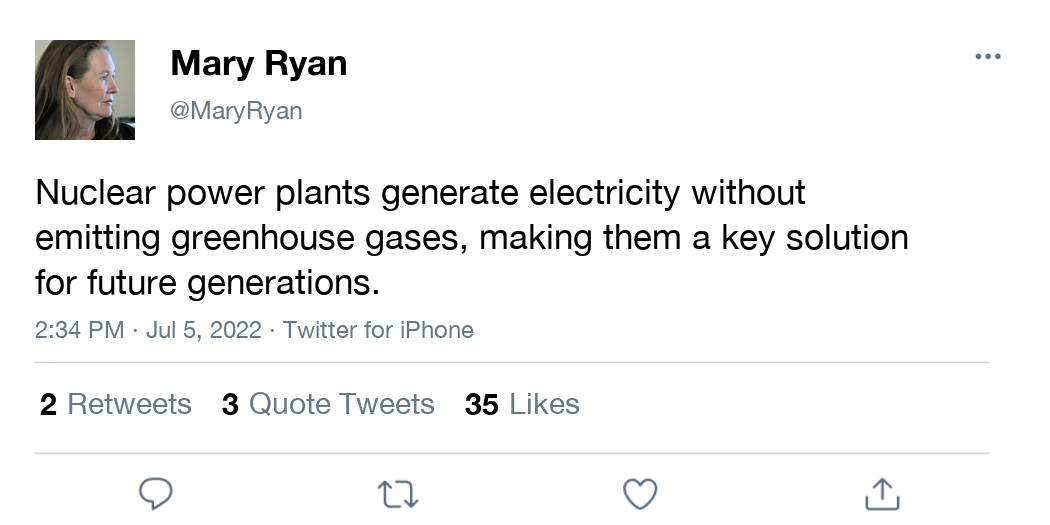 Mary Ryan
@MaryRyan
Nuclear power plants generate electricity without
emitting greenhouse gases, making them a key solution
for future generations.
2:34 PM · Jul 5, 2022 · Twitter for iPhone
2 Retweets 3 Quote Tweets 35 Likes